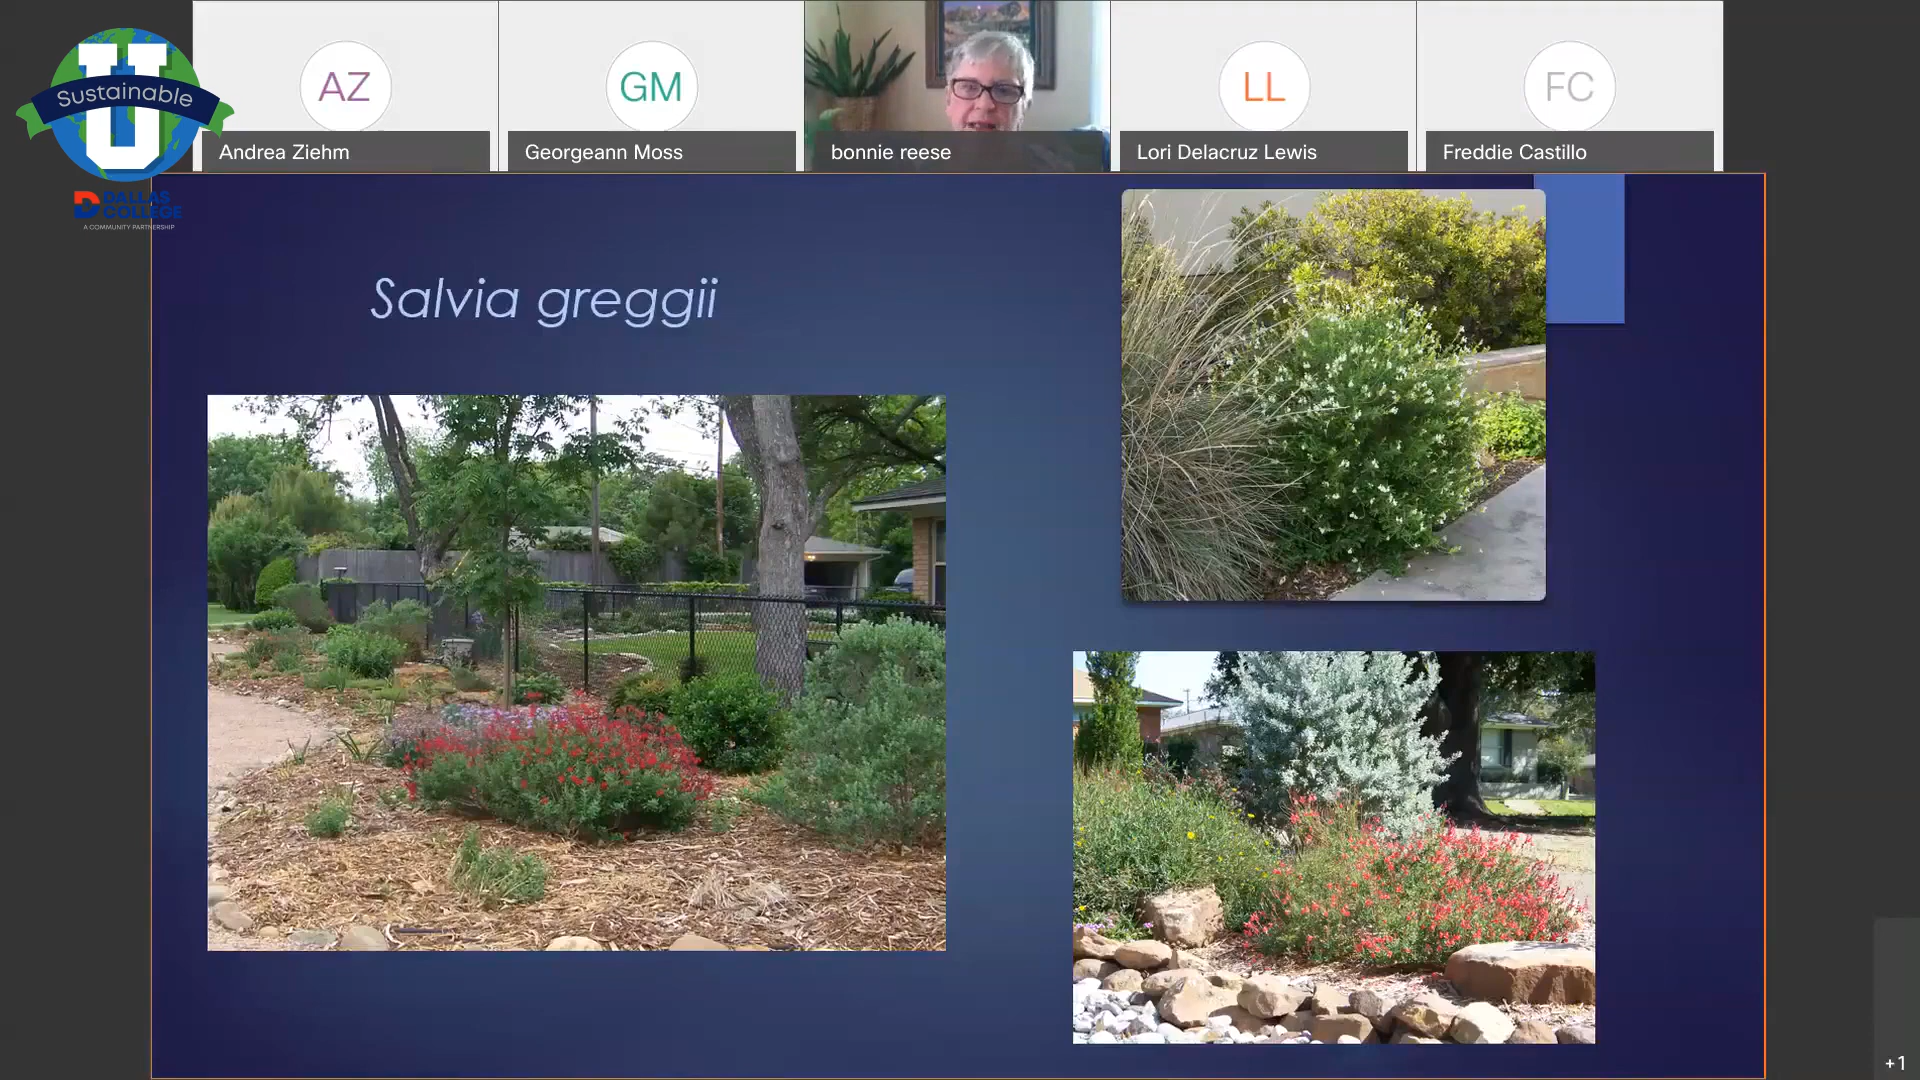 U
Sustainable
DALLAS
COLLEGE
A COMMUNITY PARTNERSHIP
AZ
Andrea Ziehm
GM
Georgeann Moss
bonnie reese
LL
Lori Delacruz Lewis
FC
Freddie Castillo
Salvia greggii
+1